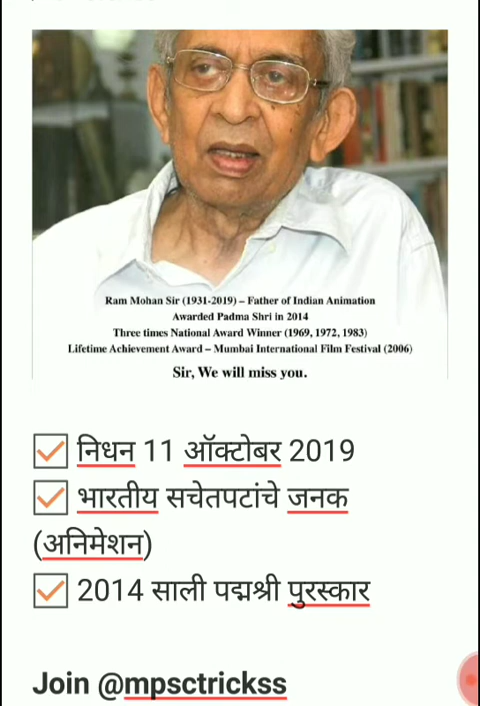 Ram Mohan Sir (1931-2019) – Father of Indian Animation
Awarded Padma Shri in 2014
Three times National Award Winner (1969, 1972, 1983)
Lifetime Achievement Award – Mumbai International Film Festival (2006)
Sir, We will miss you.
निधन 11 ऑक्टोबर 2019
भारतीय सचेतपटांचे जनक
(अनिमेशन)
2014 साली पद्मश्री पुरस्कार
Join @mpsctrickss